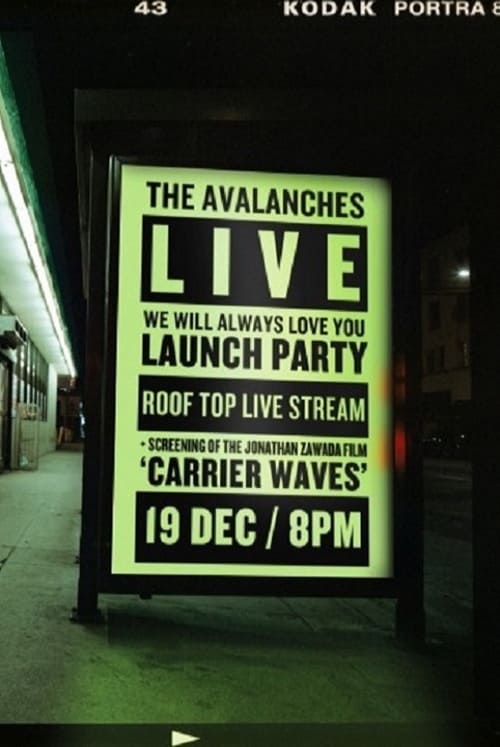 43 KODAK PORTRA 8
THE AVALANCHES
LIVE
WE WILL ALWAYS LOVE YOU
LAUNCH PARTY
ROOF TOP LIVE STREAM
+ SCREENING OF THE JONATHAN ZAWADA FILM
‘CARRIER WAVES’
19 DEC / 8PM